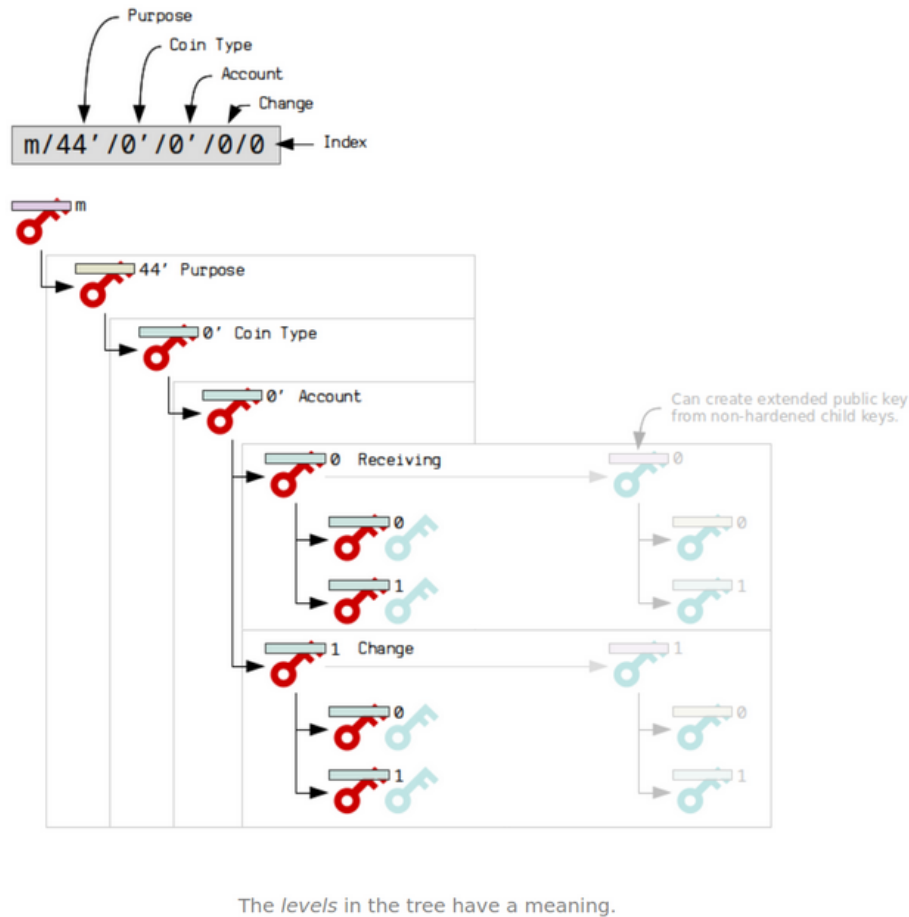 Purpose
Coin Type
Account
Change
m/44'/0'/0'/0/0
Index
m
44' Purpose
0' Coin Type
0' Account
Can create extended public key
from non-hardened child keys.
0 Receiving
0
0
0
1
1
1 Change
1
0
0
1
1
The levels in the tree have a meaning.